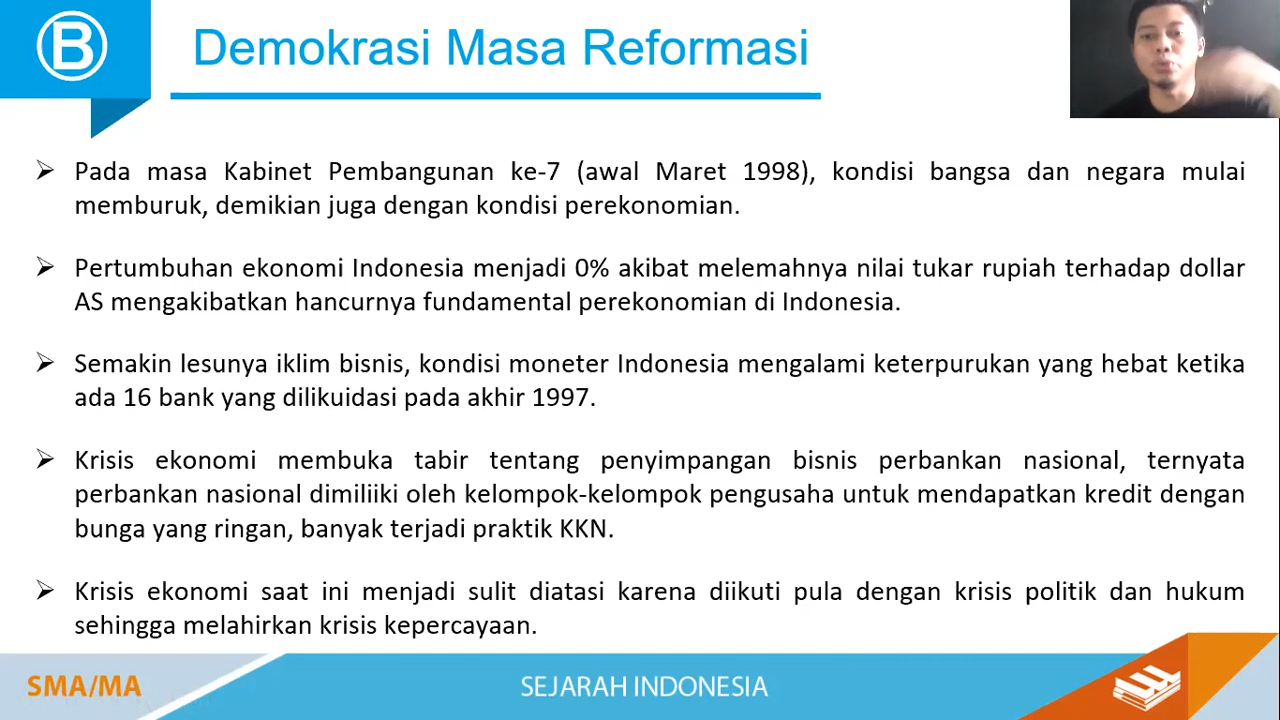 B
Demokrasi Masa Reformasi
➢ Pada masa Kabinet Pembangunan ke-7 (awal Maret 1998), kondisi bangsa dan negara mulai
memburuk, demikian juga dengan kondisi perekonomian.
➢ Pertumbuhan ekonomi Indonesia menjadi 0% akibat melemahnya nilai tukar rupiah terhadap dollar
AS mengakibatkan hancurnya fundamental perekonomian di Indonesia.
➢ Semakin lesunya iklim bisnis, kondisi moneter Indonesia mengalami keterpurukan yang hebat ketika
ada 16 bank yang dilikuidasi pada akhir 1997.
➢ Krisis ekonomi membuka tabir tentang penyimpangan bisnis perbankan nasional, ternyata
perbankan nasional dimiliiki oleh kelompok-kelompok pengusaha untuk mendapatkan kredit dengan
bunga yang ringan, banyak terjadi praktik KKN.
➢ Krisis ekonomi saat ini menjadi sulit diatasi karena diikuti pula dengan krisis politik dan hukum
sehingga melahirkan krisis kepercayaan.
SMA/MA
SEJARAH INDONESIA